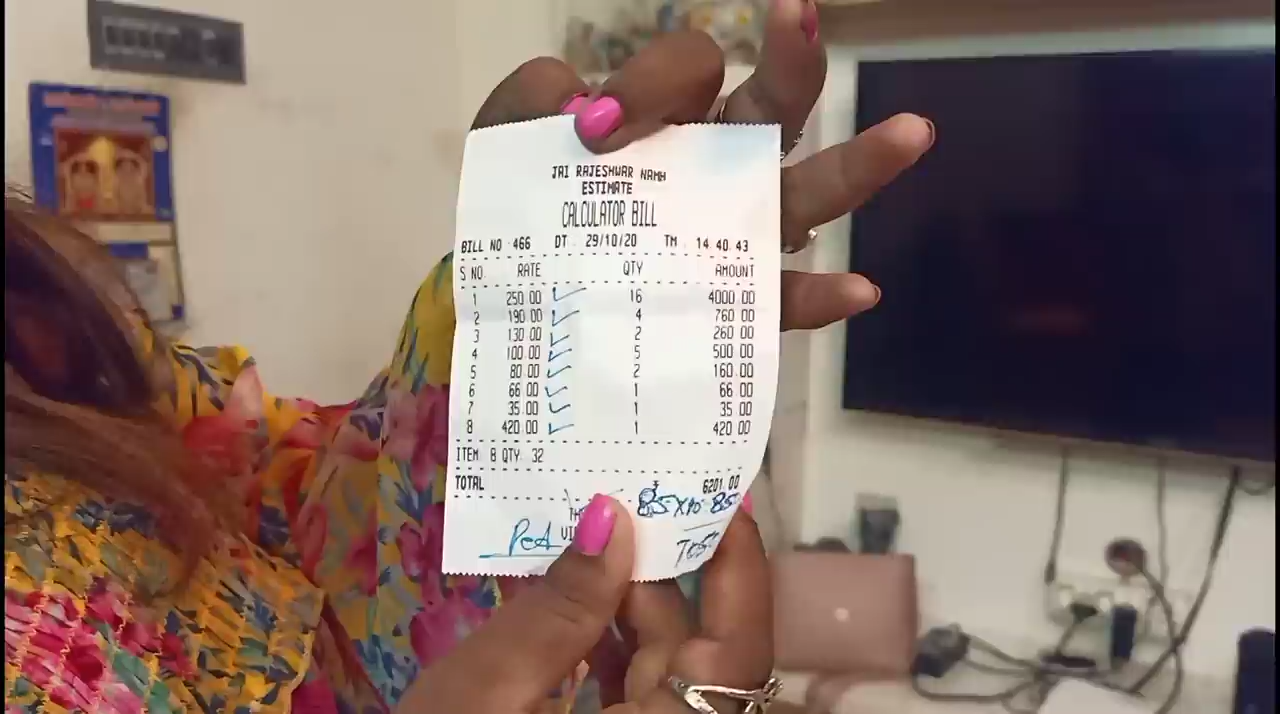 JAI RAJESHWAR NAMH
ESTIMATE
CALCULATOR BILL
BILL NO 466 DT. 29/10/20 TM. 14.40.43
S NO. RATE QTY AMOUNT
1 250.00 16 4000.00
2 190.00 4 760.00
3 130.00 2 260.00
4 100.00 5 500.00
5 80.00 2 160.00
6 66.00 1 66.00
7 35.00 1 35.00
8 420.00 1 420.00
ITEM: 8 QTY: 32
TOTAL 6201.00